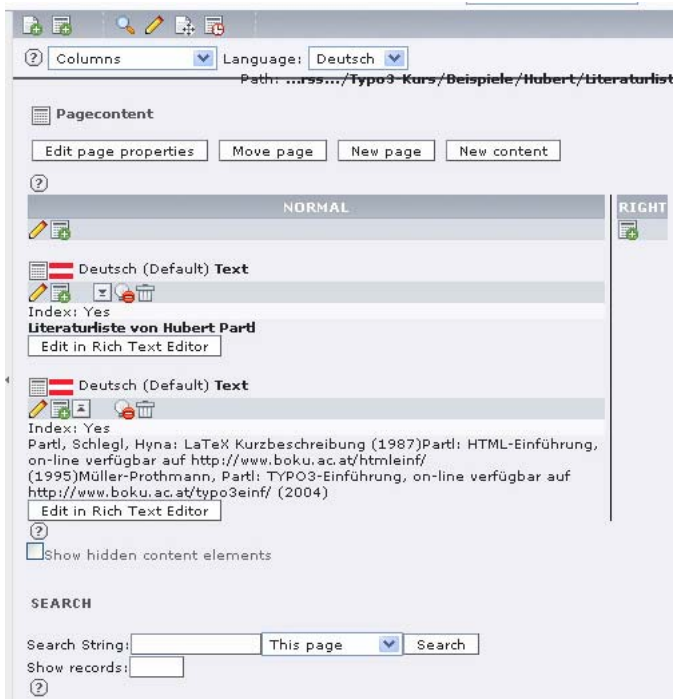 Columns Language: Deutsch
Path: ...rss.../Typo3-Kurs/Beispiele/Hubert/Literaturlist
Pagecontent
Edit page properties Move page New page New content
NORMAL RIGHT
Deutsch (Default) Text
Index: Yes
Literaturliste von Hubert Partl
Edit in Rich Text Editor
Deutsch (Default) Text
Index: Yes
Partl, Schlegl, Hyna: LaTeX Kurzbeschreibung (1987)Partl: HTML-Einführung,
on-line verfügbar auf http://www.boku.ac.at/htmleinf/
(1995)Müller-Prothmann, Partl: TYPO3-Einführung, on-line verfügbar auf
http://www.boku.ac.at/typo3einf/ (2004)
Edit in Rich Text Editor
Show hidden content elements
SEARCH
Search String: This page Search
Show records: